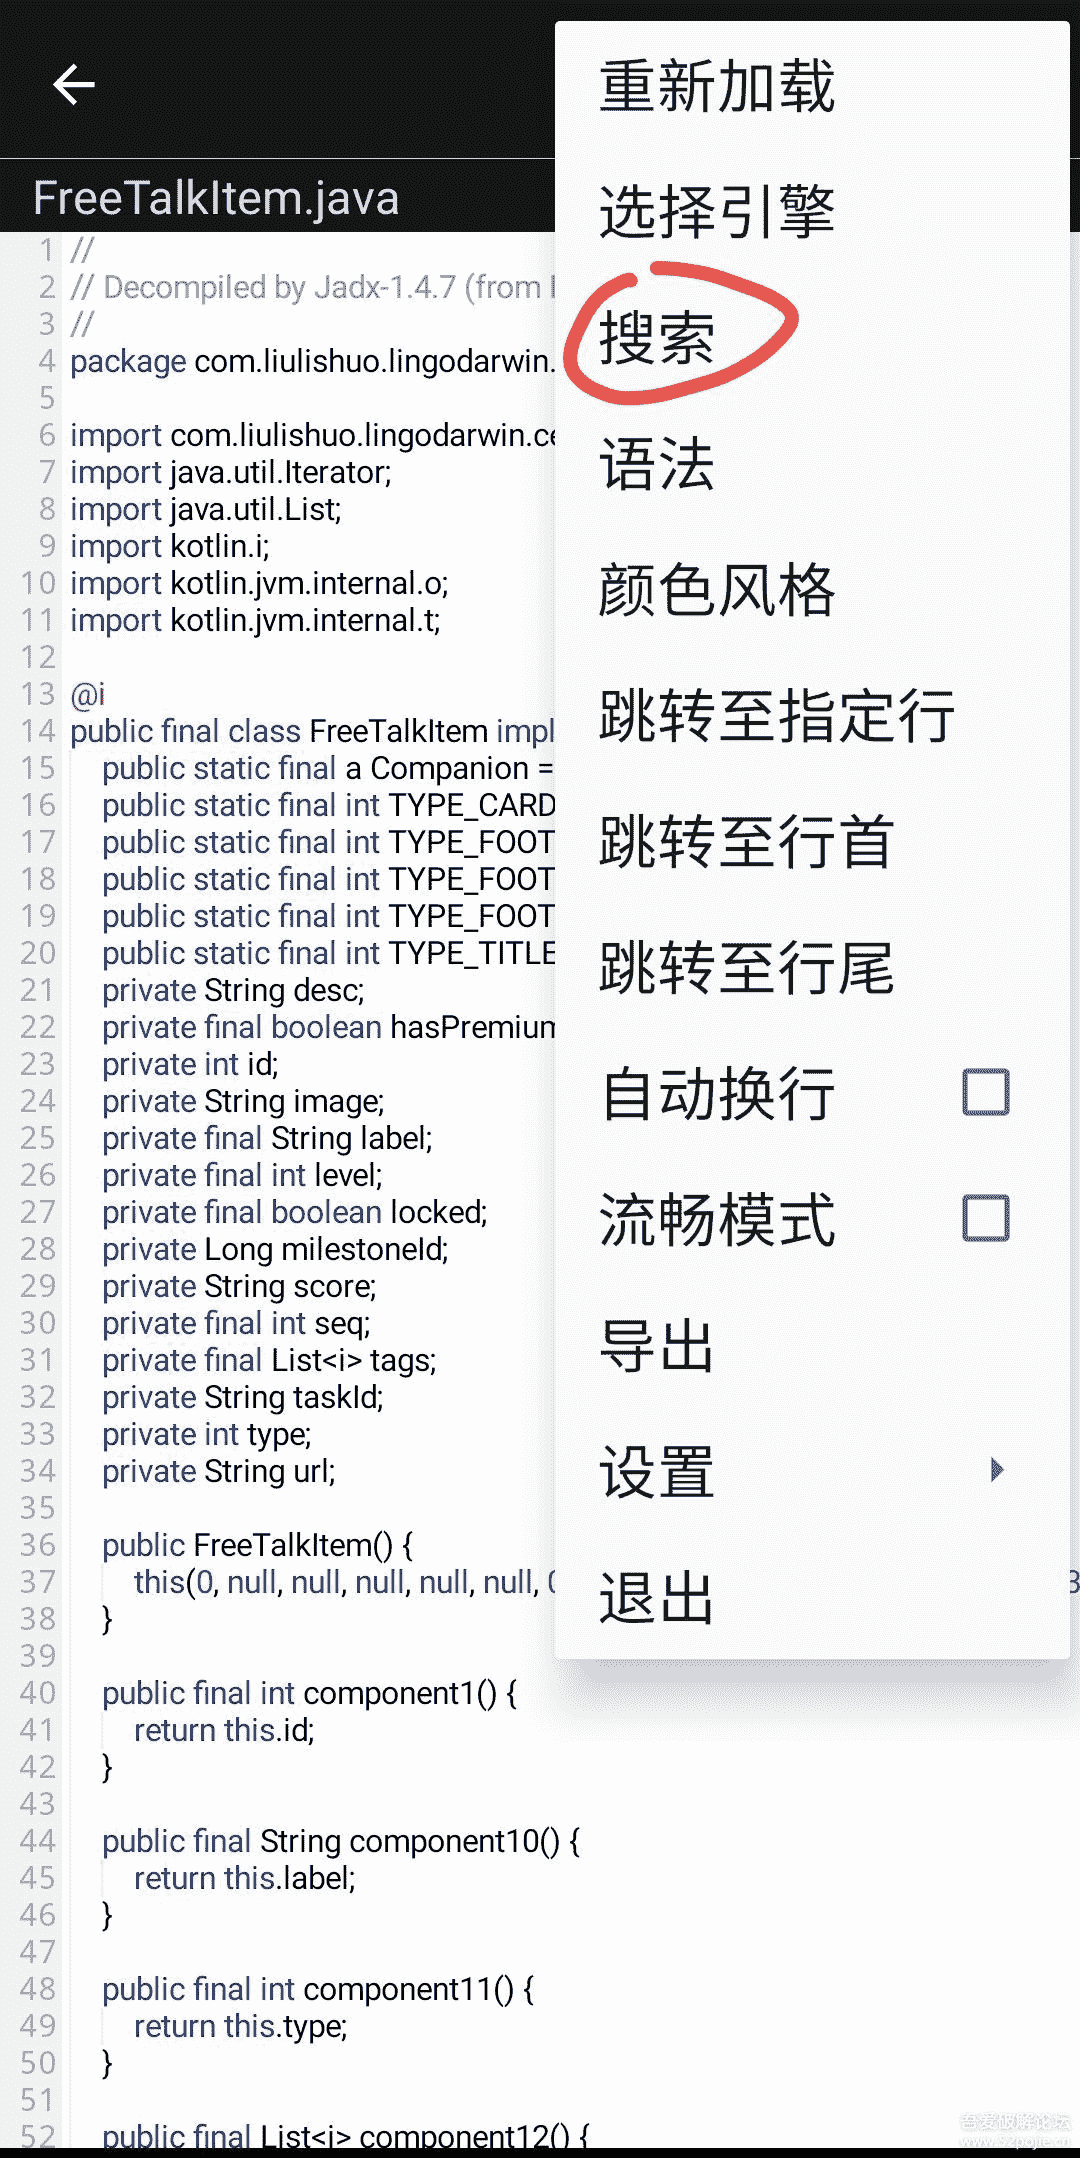 重新加载
选择引擎
搜索
语法
颜色风格
跳转至指定行
跳转至行首
跳转至行尾
自动换行
流畅模式
导出
设置
退出
FreeTalkItem.java
1 //
2 // Decompiled by Jadx-1.4.7 (from
3 //
4 package com.liulishuo.lingodarwin.
5
6 import com.liulishuo.lingodarwin.ce
7 import java.util.Iterator;
8 import java.util.List;
9 import kotlin.i;
10 import kotlin.jvm.internal.o;
11 import kotlin.jvm.internal.t;
12
13 @i
14 public final class FreeTalkItem impl
15 public static final a Companion =
16 public static final int TYPE_CARD
17 public static final int TYPE_FOOT
18 public static final int TYPE_FOOT
19 public static final int TYPE_FOOT
20 public static final int TYPE_TITLE
21 private String desc;
22 private final boolean hasPremium
23 private int id;
24 private String image;
25 private final String label;
26 private final int level;
27 private final boolean locked;
28 private Long milestoneId;
29 private String score;
30 private final int seq;
31 private final List<i> tags;
32 private String taskId;
33 private int type;
34 private String url;
35
36 public FreeTalkItem() {
37 this(0, null, null, null, null, null,
38 }
39
40 public final int component1() {
41 return this.id;
42 }
43
44 public final String component10() {
45 return this.label;
46 }
47
48 public final int component11() {
49 return this.type;
50 }
51
52 public final List<i> component12() {
吾爱破解论坛
www.52pojie.cn